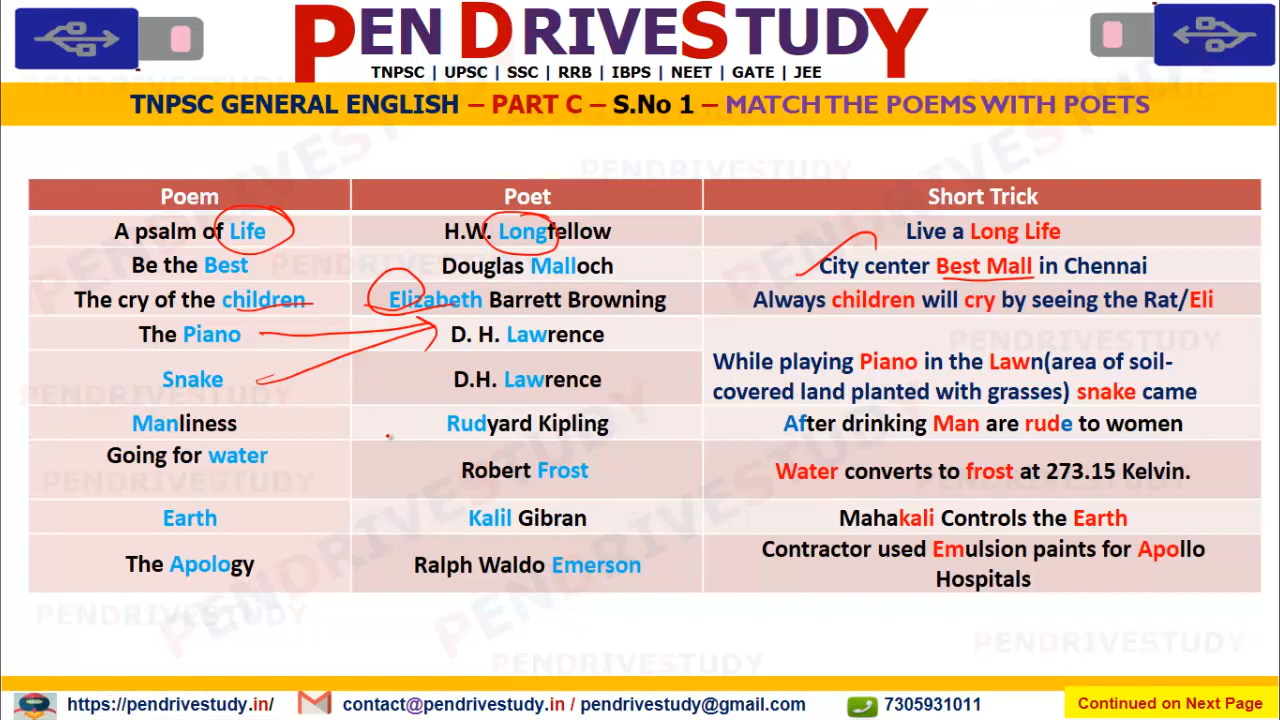 PEN DRIVESTUDY
TNPSC | UPSC | SSC | RRB | IBPS | NEET | GATE | JEE
TNPSC GENERAL ENGLISH – PART C – S.No 1 – MATCH THE POEMS WITH POETS
Poem Poet Short Trick
A psalm of Life H.W. Longfellow Live a Long Life
Be the Best Douglas Malloch City center Best Mall in Chennai
The cry of the children Elizabeth Barrett Browning Always children will cry by seeing the Rat/Eli
The Piano D. H. Lawrence
Snake D.H. Lawrence While playing Piano in the Lawn(area of soil-
covered land planted with grasses) snake came
Manliness Rudyard Kipling After drinking Man are rude to women
Going for water Robert Frost Water converts to frost at 273.15 Kelvin.
Earth Kalil Gibran Mahakali Controls the Earth
The Apology Ralph Waldo Emerson Contractor used Emulsion paints for Apollo
Hospitals
PENDRIVESTUDY
PENDRIVESTUDY
PENDRIVESTUDY
PENDRIVESTUDY
https://pendrivestudy.in/ contact@pendrivestudy.in / pendrivestudy@gmail.com 7305931011 Continued on Next Page